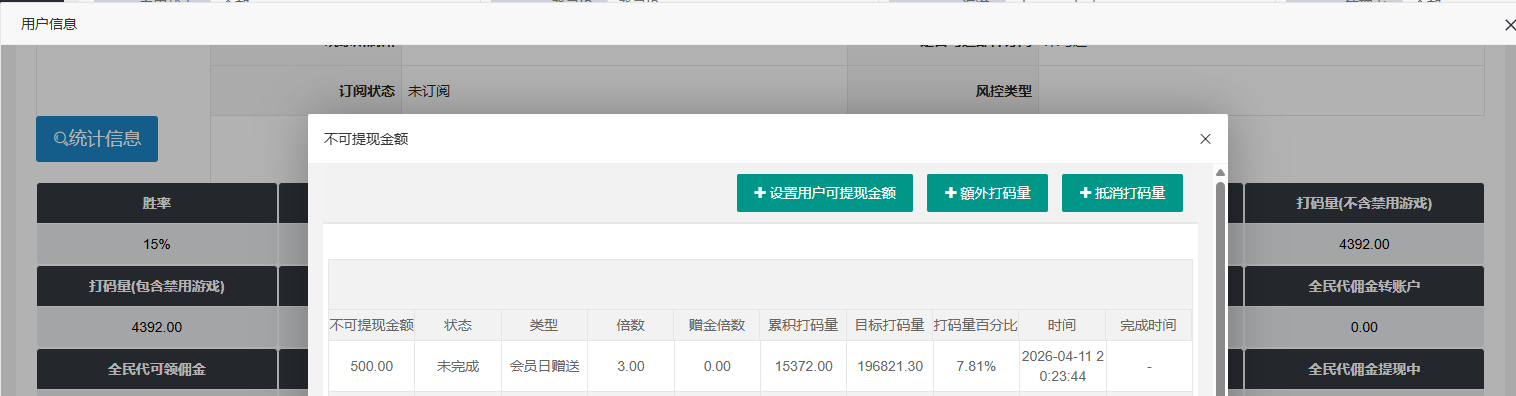 用户信息
订阅状态 未订阅 风控类型
统计信息
不可提现金额
设置用户可提现金额 额外打码量 抵消打码量
胜率 打码量(不含禁用游戏)
15% 4392.00
打码量(包含禁用游戏) 全民代佣金转账户
4392.00 0.00
不可提现金额 状态 类型 倍数 赠金倍数 累积打码量 目标打码量 打码量百分比 时间 完成时间
500.00 未完成 会员日赠送 3.00 0.00 15372.00 196821.30 7.81% 2026-04-11 2
0:23:44 -
全民代可领佣金 全民代佣金提现中